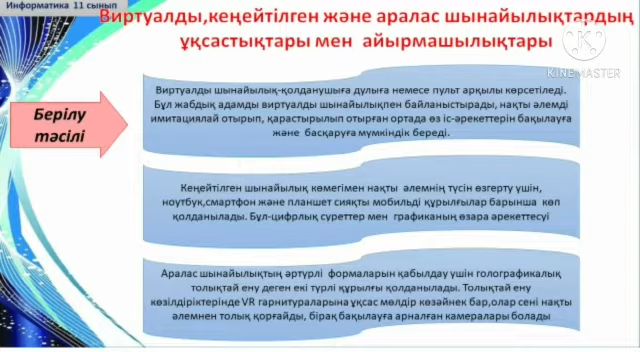 Информатика 11 сынып
Виртуалды,кеңейтілген және аралас шынайылықтардың
ұқсастықтары мен айырмашылықтары
KINEMASTER
Берілу
тәсілі
Виртуалды шынайылық-қолданушыға дулыға немесе пульт арқылы көрсетіледі.
Бұл жабдық адамды виртуалды шынайылықпен байланыстырады, нақты әлемді
имитациялай отырып, қарастырылып отырған ортада өз іс-әрекеттерін бақылауға
және басқаруға мүмкіндік береді.
Кеңейтілген шынайылық көмегімен нақты әлемнің түсін өзгерту үшін,
ноутбук,смартфон және планшет сияқты мобильді құрылғылар барынша көп
қолданылады. Бұл-цифрлық суреттер мен графиканың өзара әрекеттесуі
Аралас шынайылықтың әртүрлі формаларын қабылдау үшін голографикалық
толықтай ену деген екі түрлі құрылғы қолданылады. Толықтай ену
көзілдіріктерінде VR гарнитураларына ұқсас мөлдір көзәйнек бар,олар сені нақты
әлемнен толық қорғайды, бірақ бақылауға арналған камералары болады